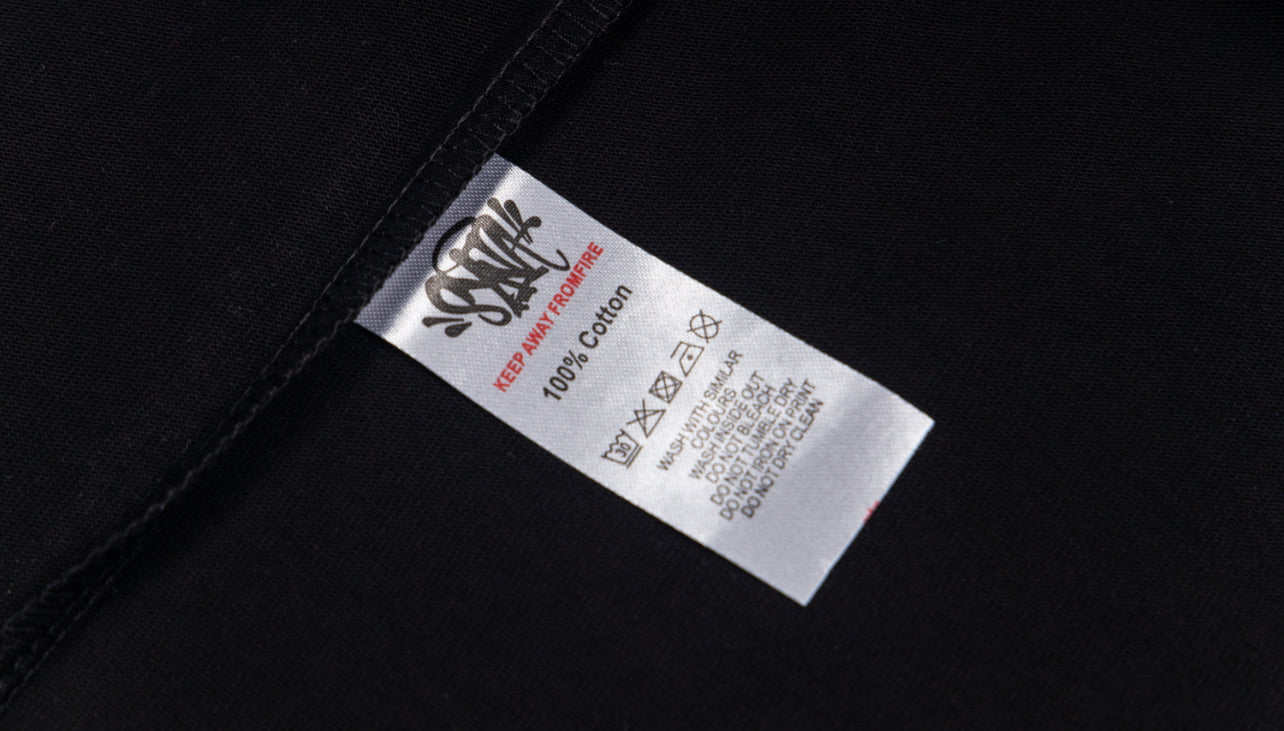 KEEP AWAY FROMFIRE
100% Cotton
30
WASH WITH SIMILAR
COLOURS
WASH INSIDE OUT
DO NOT BLEACH
DO NOT TUMBLE DRY
DO NOT IRON ON PRINT
DO NOT DRY CLEAN